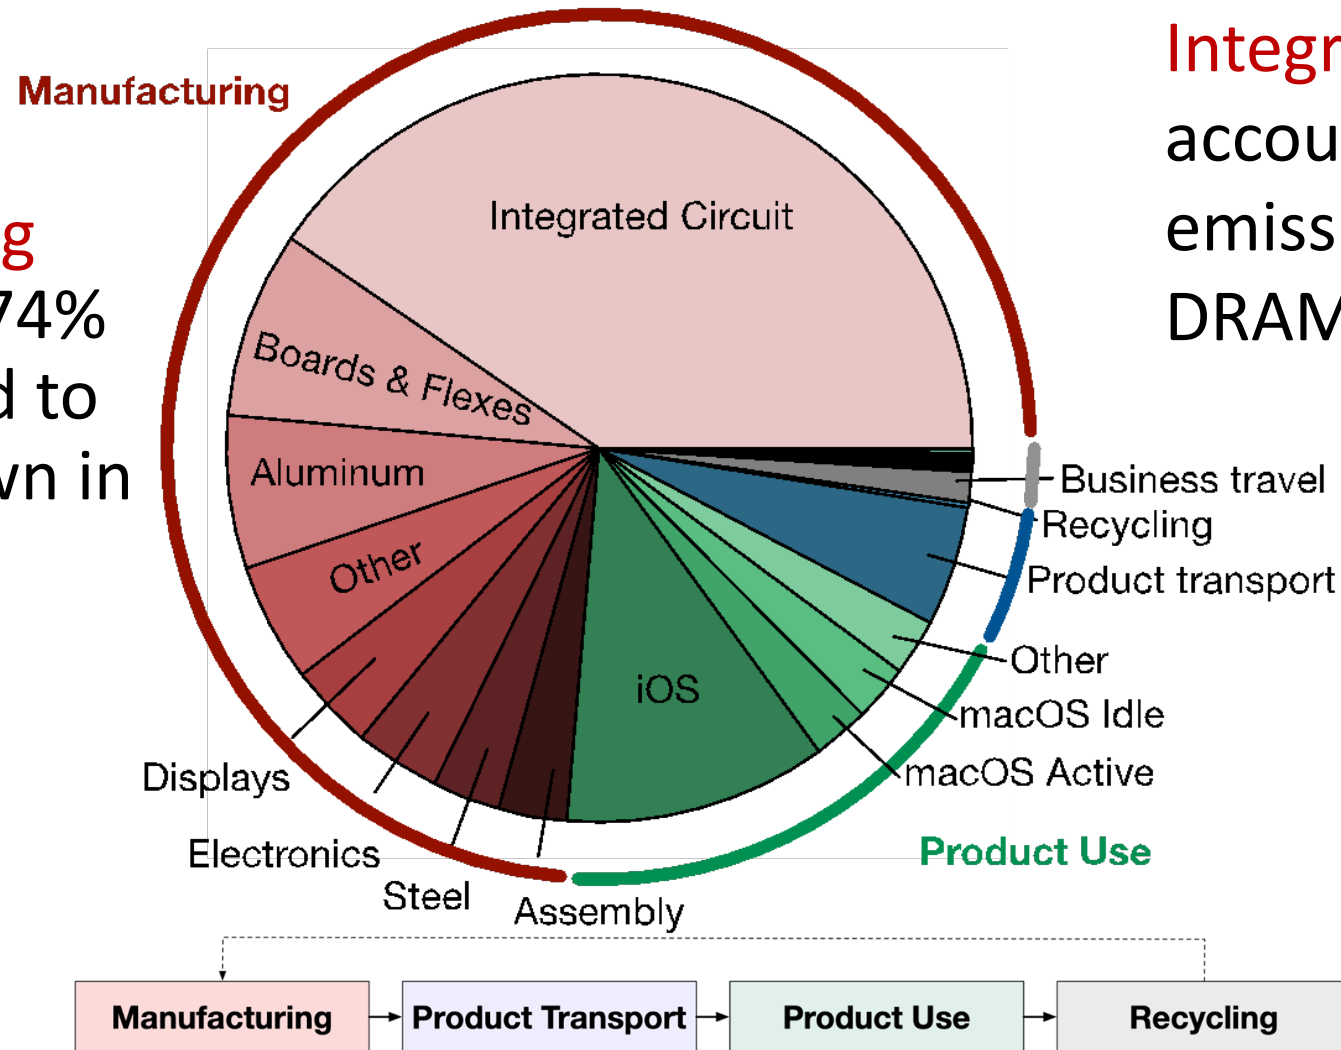 Manufacturing
g
74%
d to
wn in
Integr
accou
emiss
DRAM
Integrated Circuit
Boards & Flexes
Aluminum
Other
Displays
Electronics
Steel
Assembly
iOS
Business travel
Recycling
Product transport
Other
macOS Idle
macOS Active
Product Use
Manufacturing
Product Transport
Product Use
Recycling